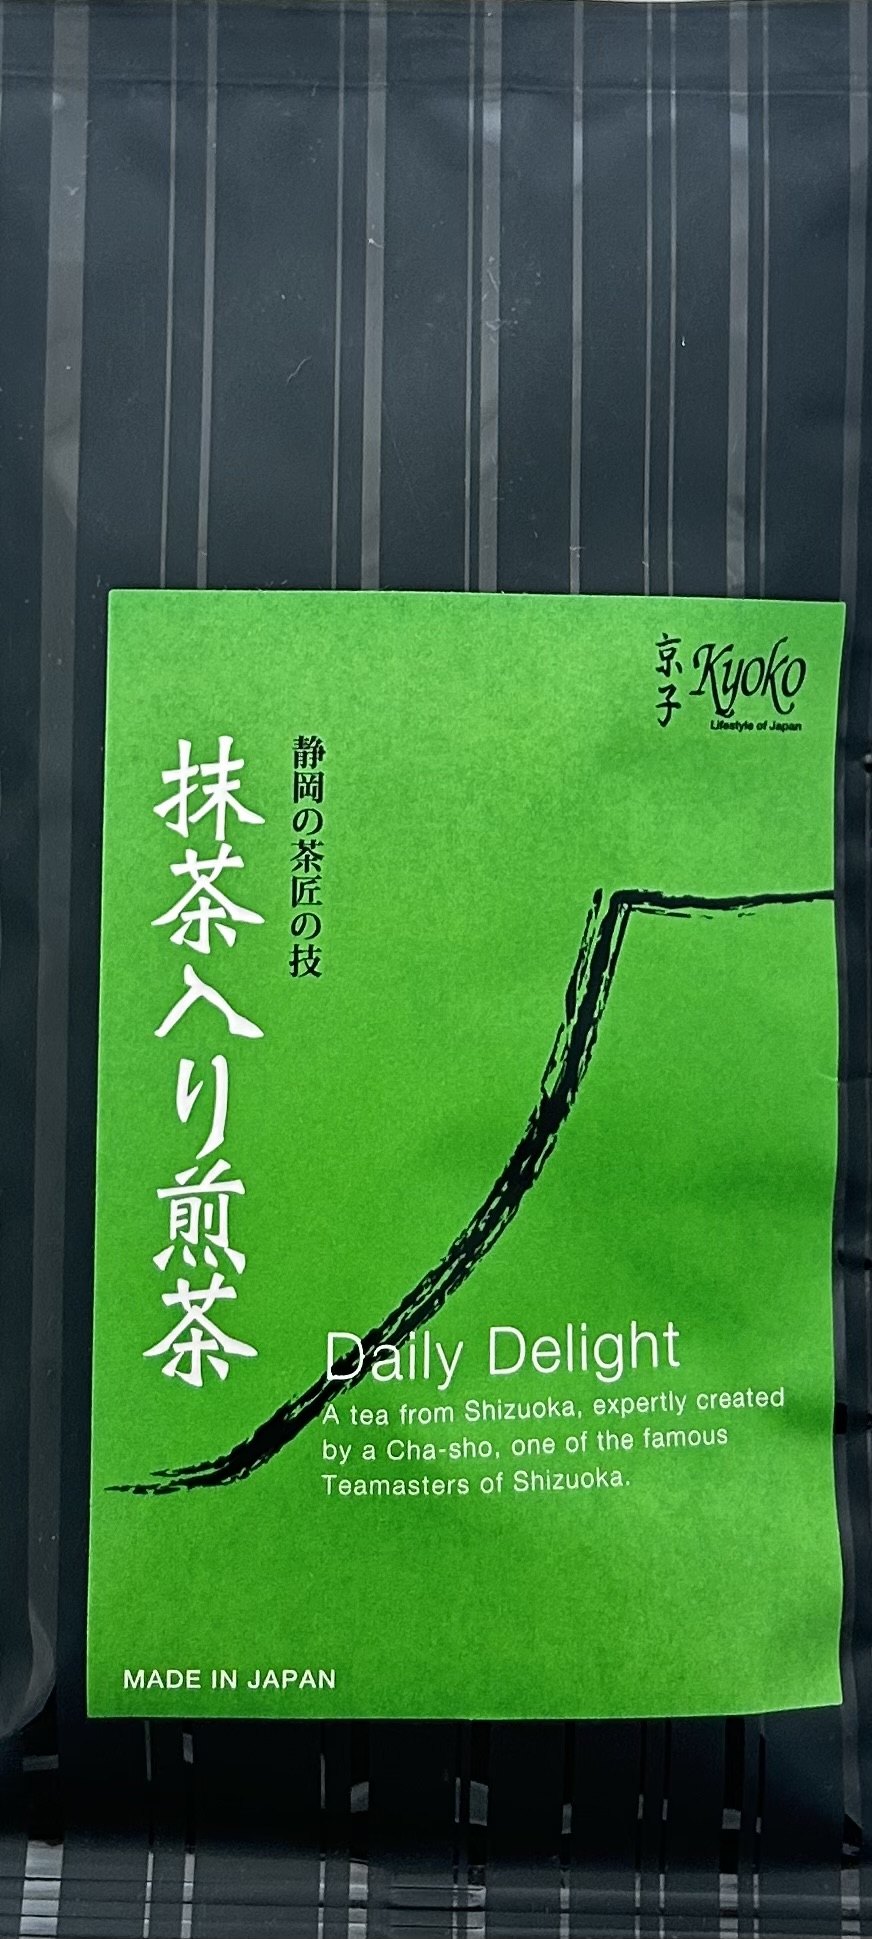 京子
Kyoko
Lifestyle of Japan
静岡の茶匠の技
抹茶入り煎茶
Daily Delight
A tea from Shizuoka, expertly created
by a Cha-sho, one of the famous
Teamasters of Shizuoka.
MADE IN JAPAN